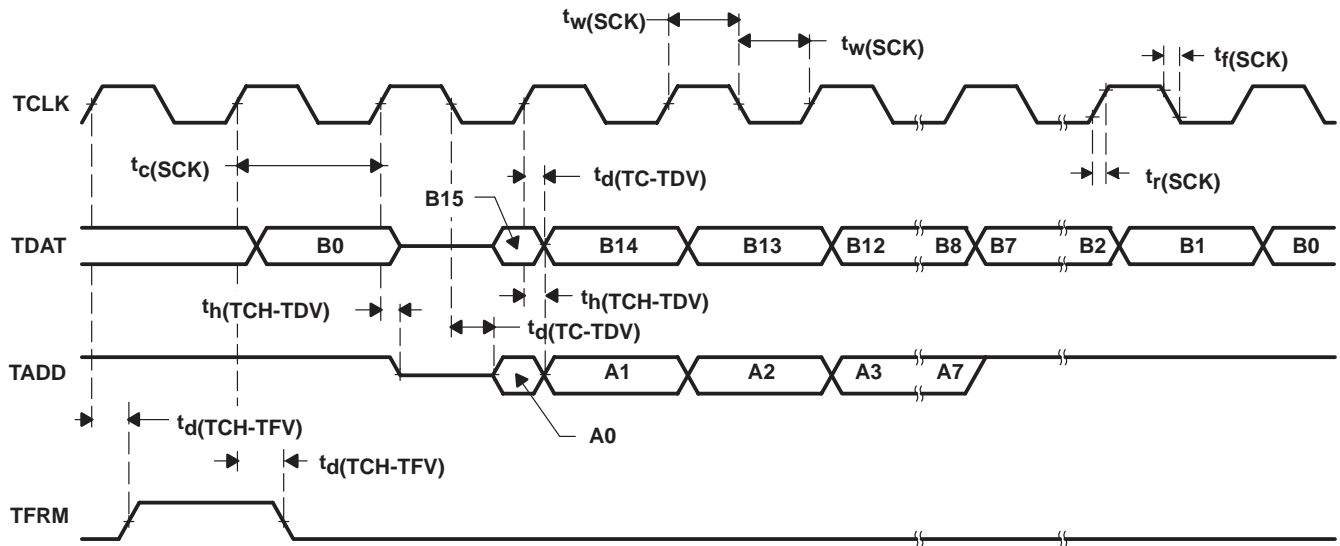 tw(SCK)
tw(SCK)
tf(SCK)
TCLK
tc(SCK)
td(TC-TDV)
tr(SCK)
B15
TDAT
B0
B14
B13
B12
B8
B7
B2
B1
B0
th(TCH-TDV)
th(TCH-TDV)
td(TC-TDV)
TADD
A1
A2
A3
A7
td(TCH-TFV)
A0
td(TCH-TFV)
TFRM